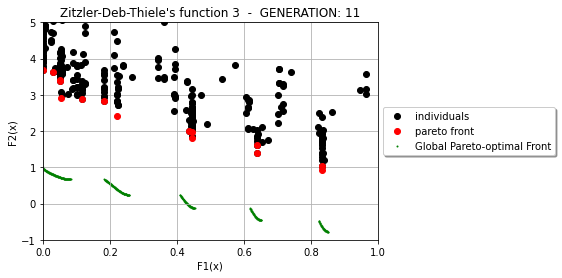 Zitzler-Deb-Thiele's function 3 - GENERATION: 11
F2(x)
5
4
3
2
1
0
-1
0.0 0.2 0.4 0.6 0.8 1.0
F1(x)
individuals
pareto front
Global Pareto-optimal Front